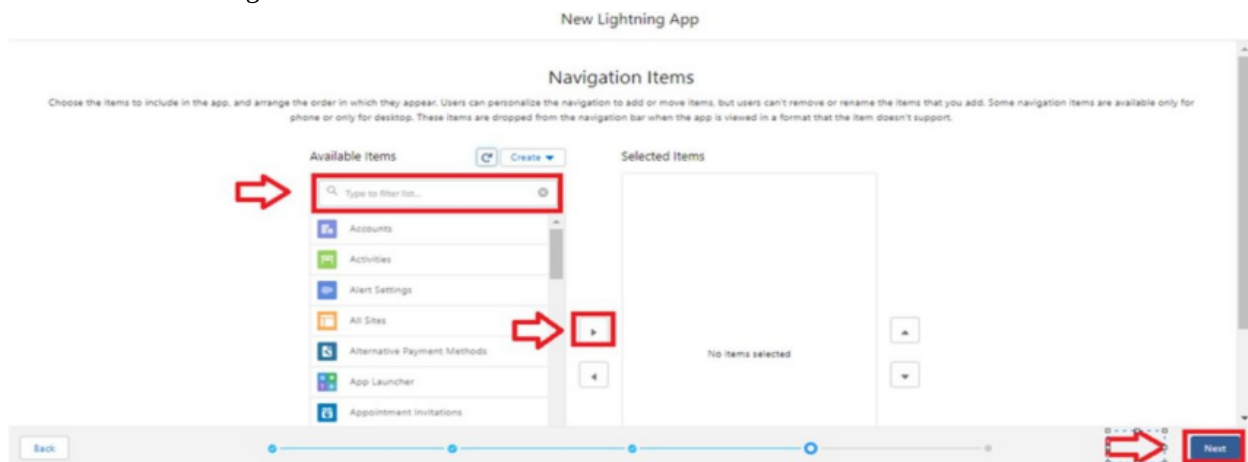 New Lightning App
Navigation Items
Choose the items to include in the app, and arrange the order in which they appear. Users can personalize the navigation to add or move items, but users can't remove or rename the items that you add. Some navigation items are available only for
phone or only for desktop. These items are dropped from the navigation bar when the app is viewed in a format that the item doesn't support.
Available Items
Create
Selected Items
Type to filter list...
Accounts
Activities
Alert Settings
All Sites
Alternative Payment Methods
No items selected
App Launcher
Appointment Invitations
Back
Next